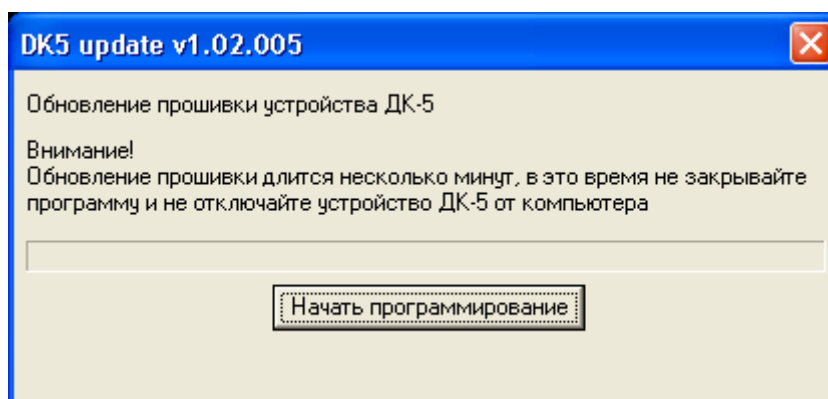 DK5 update v1.02.005
Обновление прошивки устройства ДК-5
Внимание!
Обновление прошивки длится несколько минут, в это время не закрывайте
программу и не отключайте устройство ДК-5 от компьютера
Начать программирование